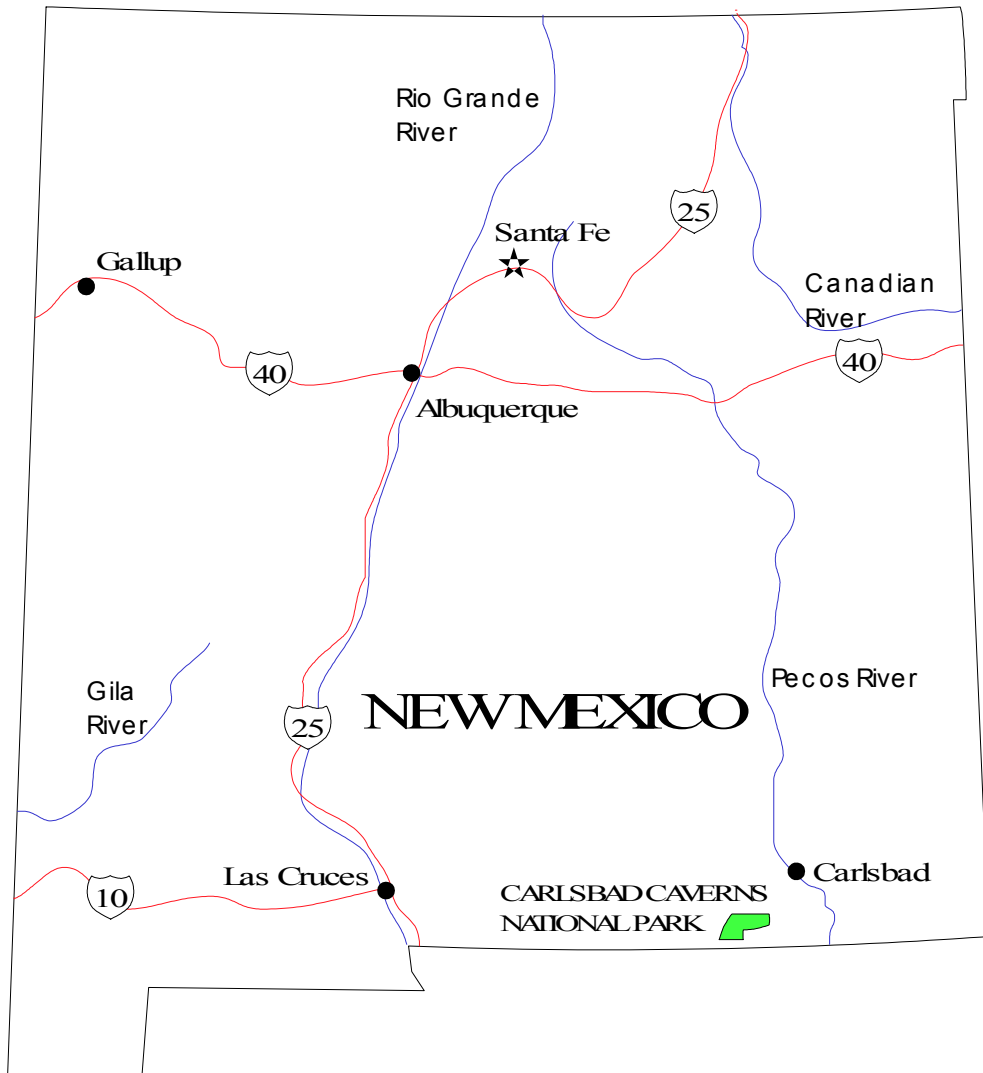 Rio Grande
River
25
Santa Fe
Gallup
Canadian
River
40
40
Albuquerque
Gila
River
Pecos River
NEW MEXICO
25
Las Cruces
10
Carlsbad
CARLSBAD CAVERNS
NATIONAL PARK